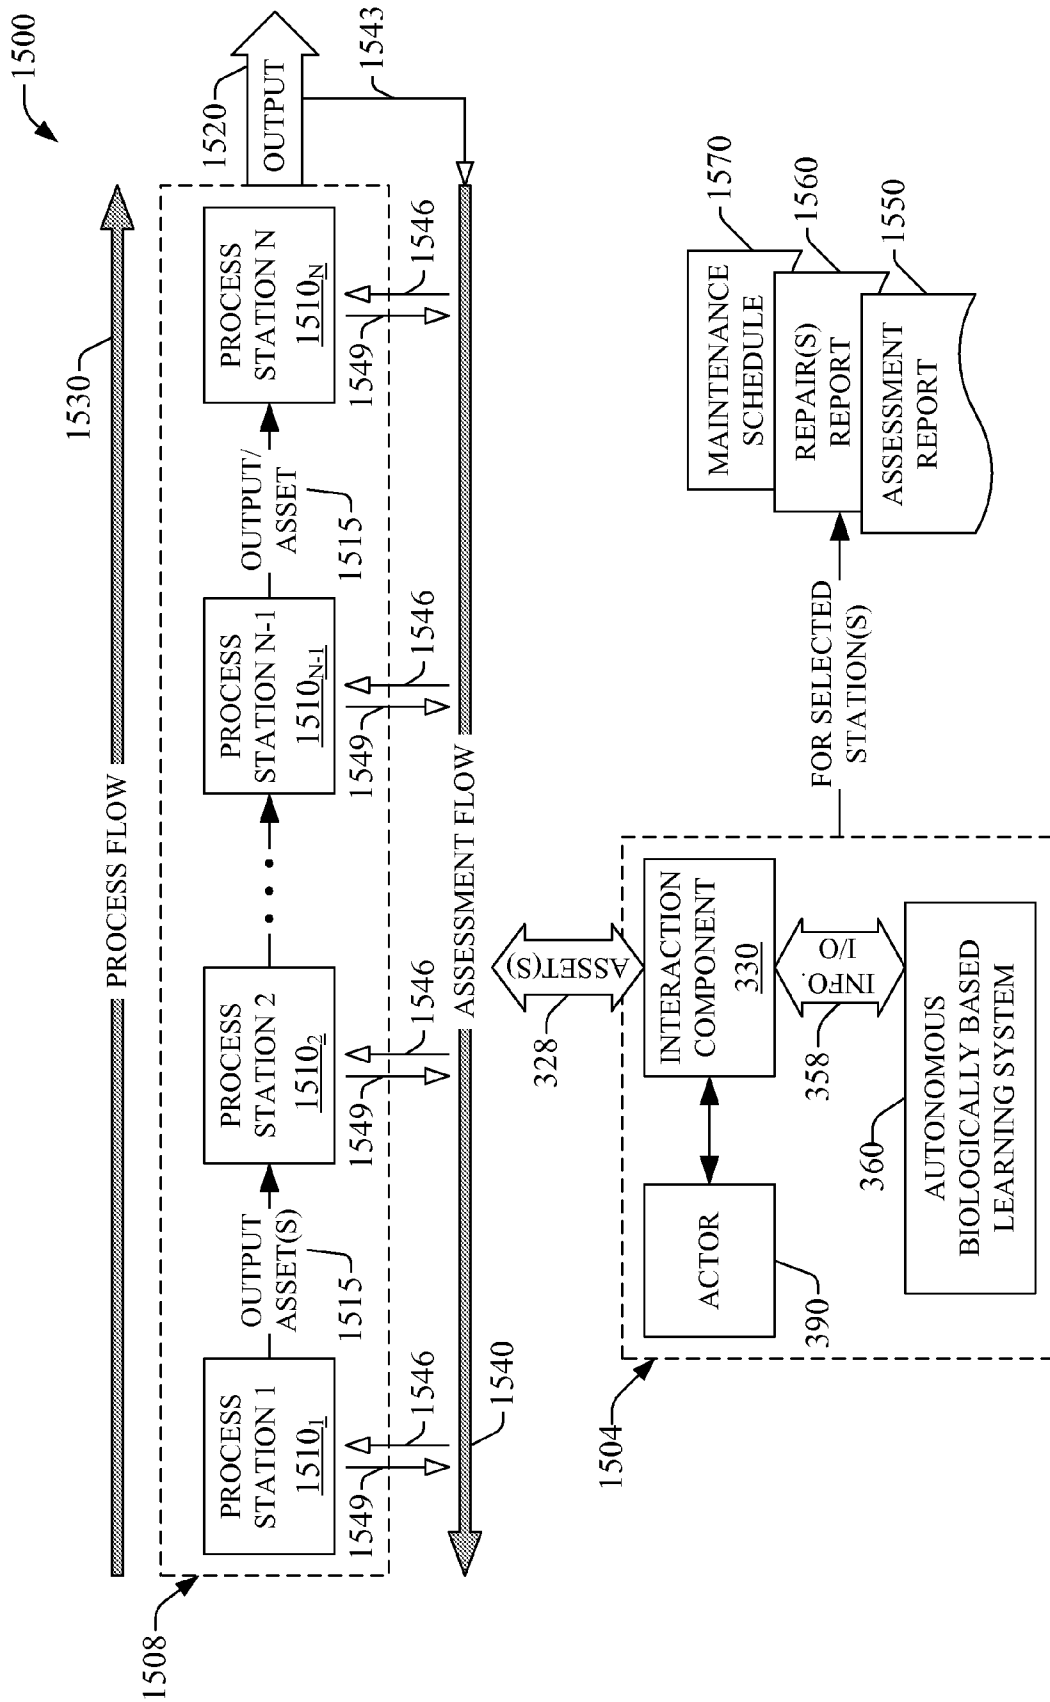 1500
1530
PROCESS FLOW
1508
PROCESS
STATION 1
1510₁
OUTPUT
ASSET(S)
1515
PROCESS
STATION 2
1510₂
PROCESS
STATION N-1
1510N-1
OUTPUT/
ASSET
1515
PROCESS
STATION N
1510N
1520
OUTPUT
1543
1549
1546
1549
1546
1549
1546
1549
1546
1540
ASSESSMENT FLOW
328
ASSET(S)
1504
ACTOR
390
INTERACTION
COMPONENT
330
358
INFO.
I/O
360
AUTONOMOUS
BIOLOGICALLY BASED
LEARNING SYSTEM
FOR SELECTED
STATION(S)
MAINTENANCE
SCHEDULE
1570
REPAIR(S)
REPORT
1560
ASSESSMENT
REPORT
1550